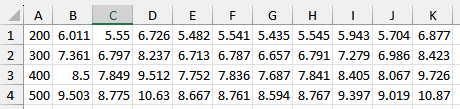 A B C D E F G H I J K
1 200 6.011 5.55 6.726 5.482 5.541 5.435 5.545 5.943 5.704 6.877
2 300 7.361 6.797 8.237 6.713 6.787 6.657 6.791 7.279 6.986 8.423
3 400 8.5 7.849 9.512 7.752 7.836 7.687 7.841 8.405 8.067 9.726
4 500 9.503 8.775 10.63 8.667 8.761 8.594 8.767 9.397 9.019 10.87